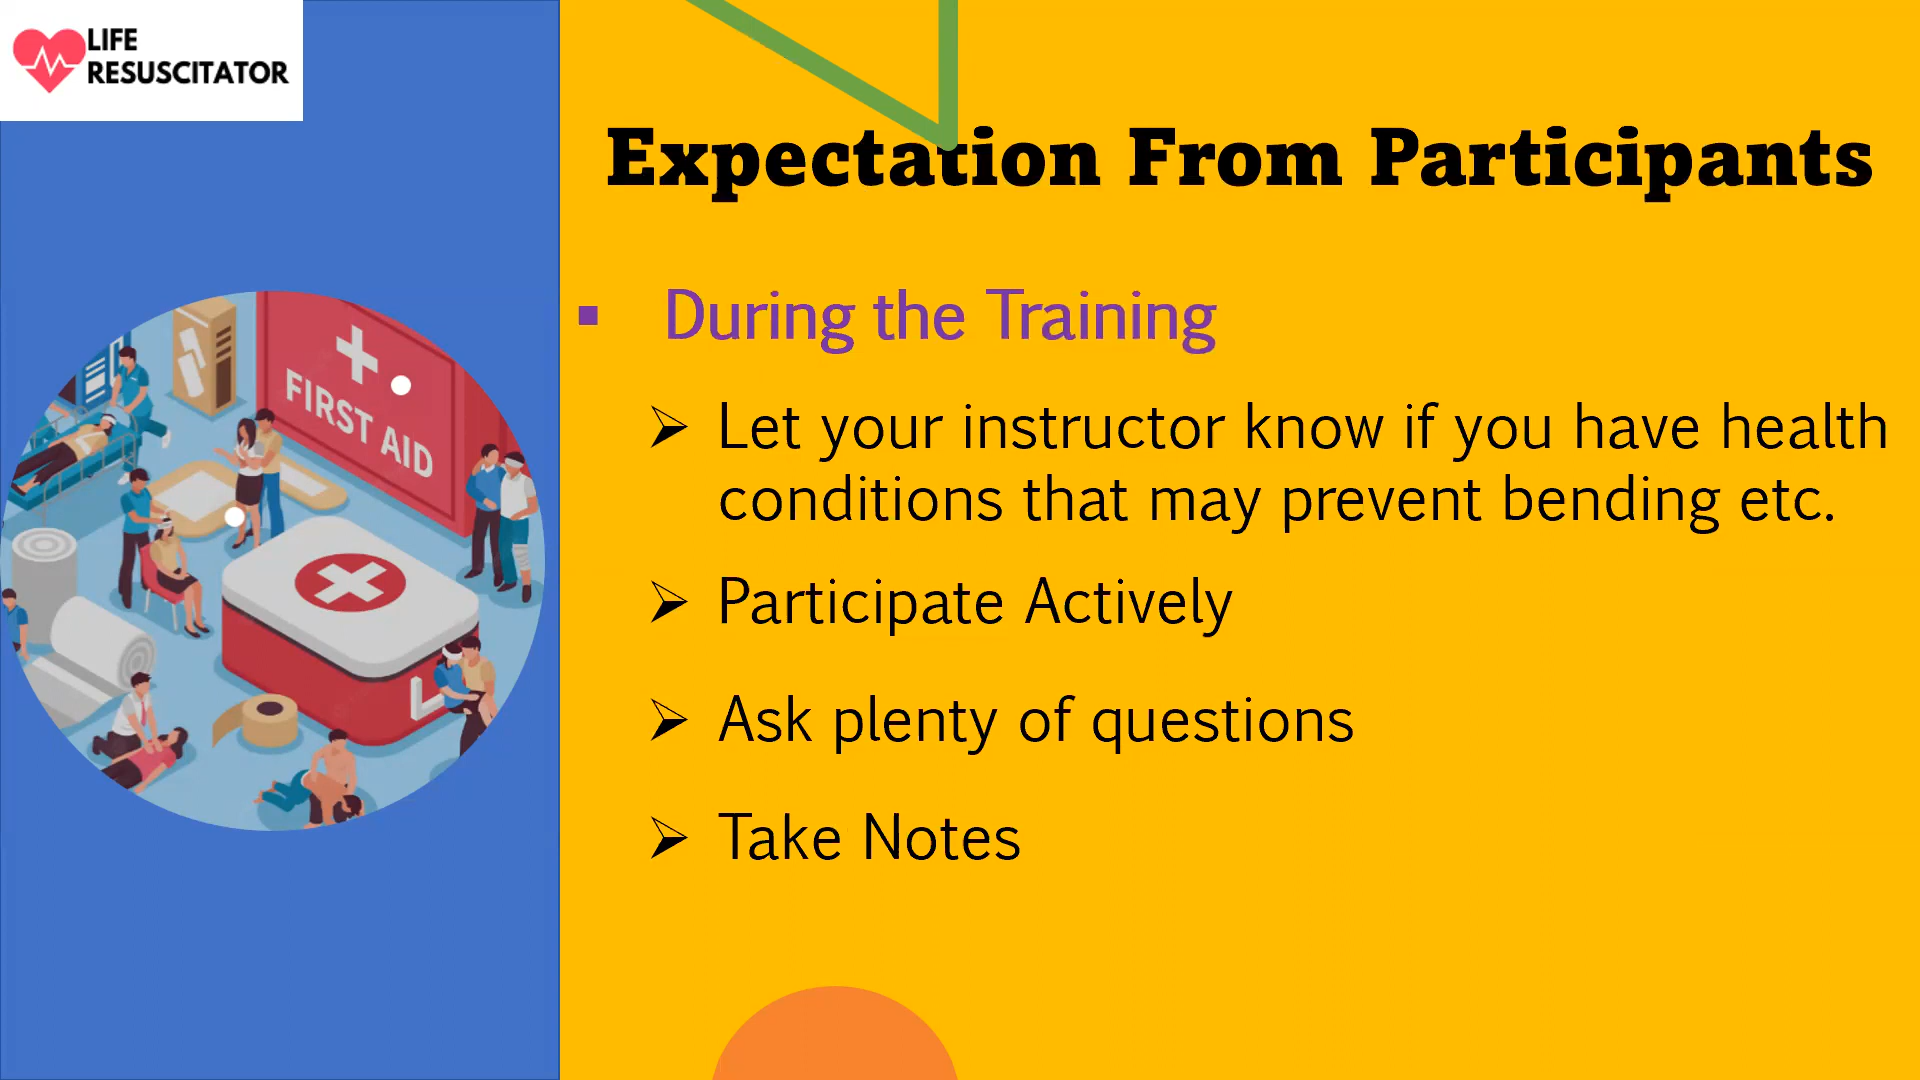 LIFE
RESUSCITATOR
Expectation From Participants
During the Training
Let your instructor know if you have health
conditions that may prevent bending etc.
Participate Actively
Ask plenty of questions
Take Notes
FIRST AID